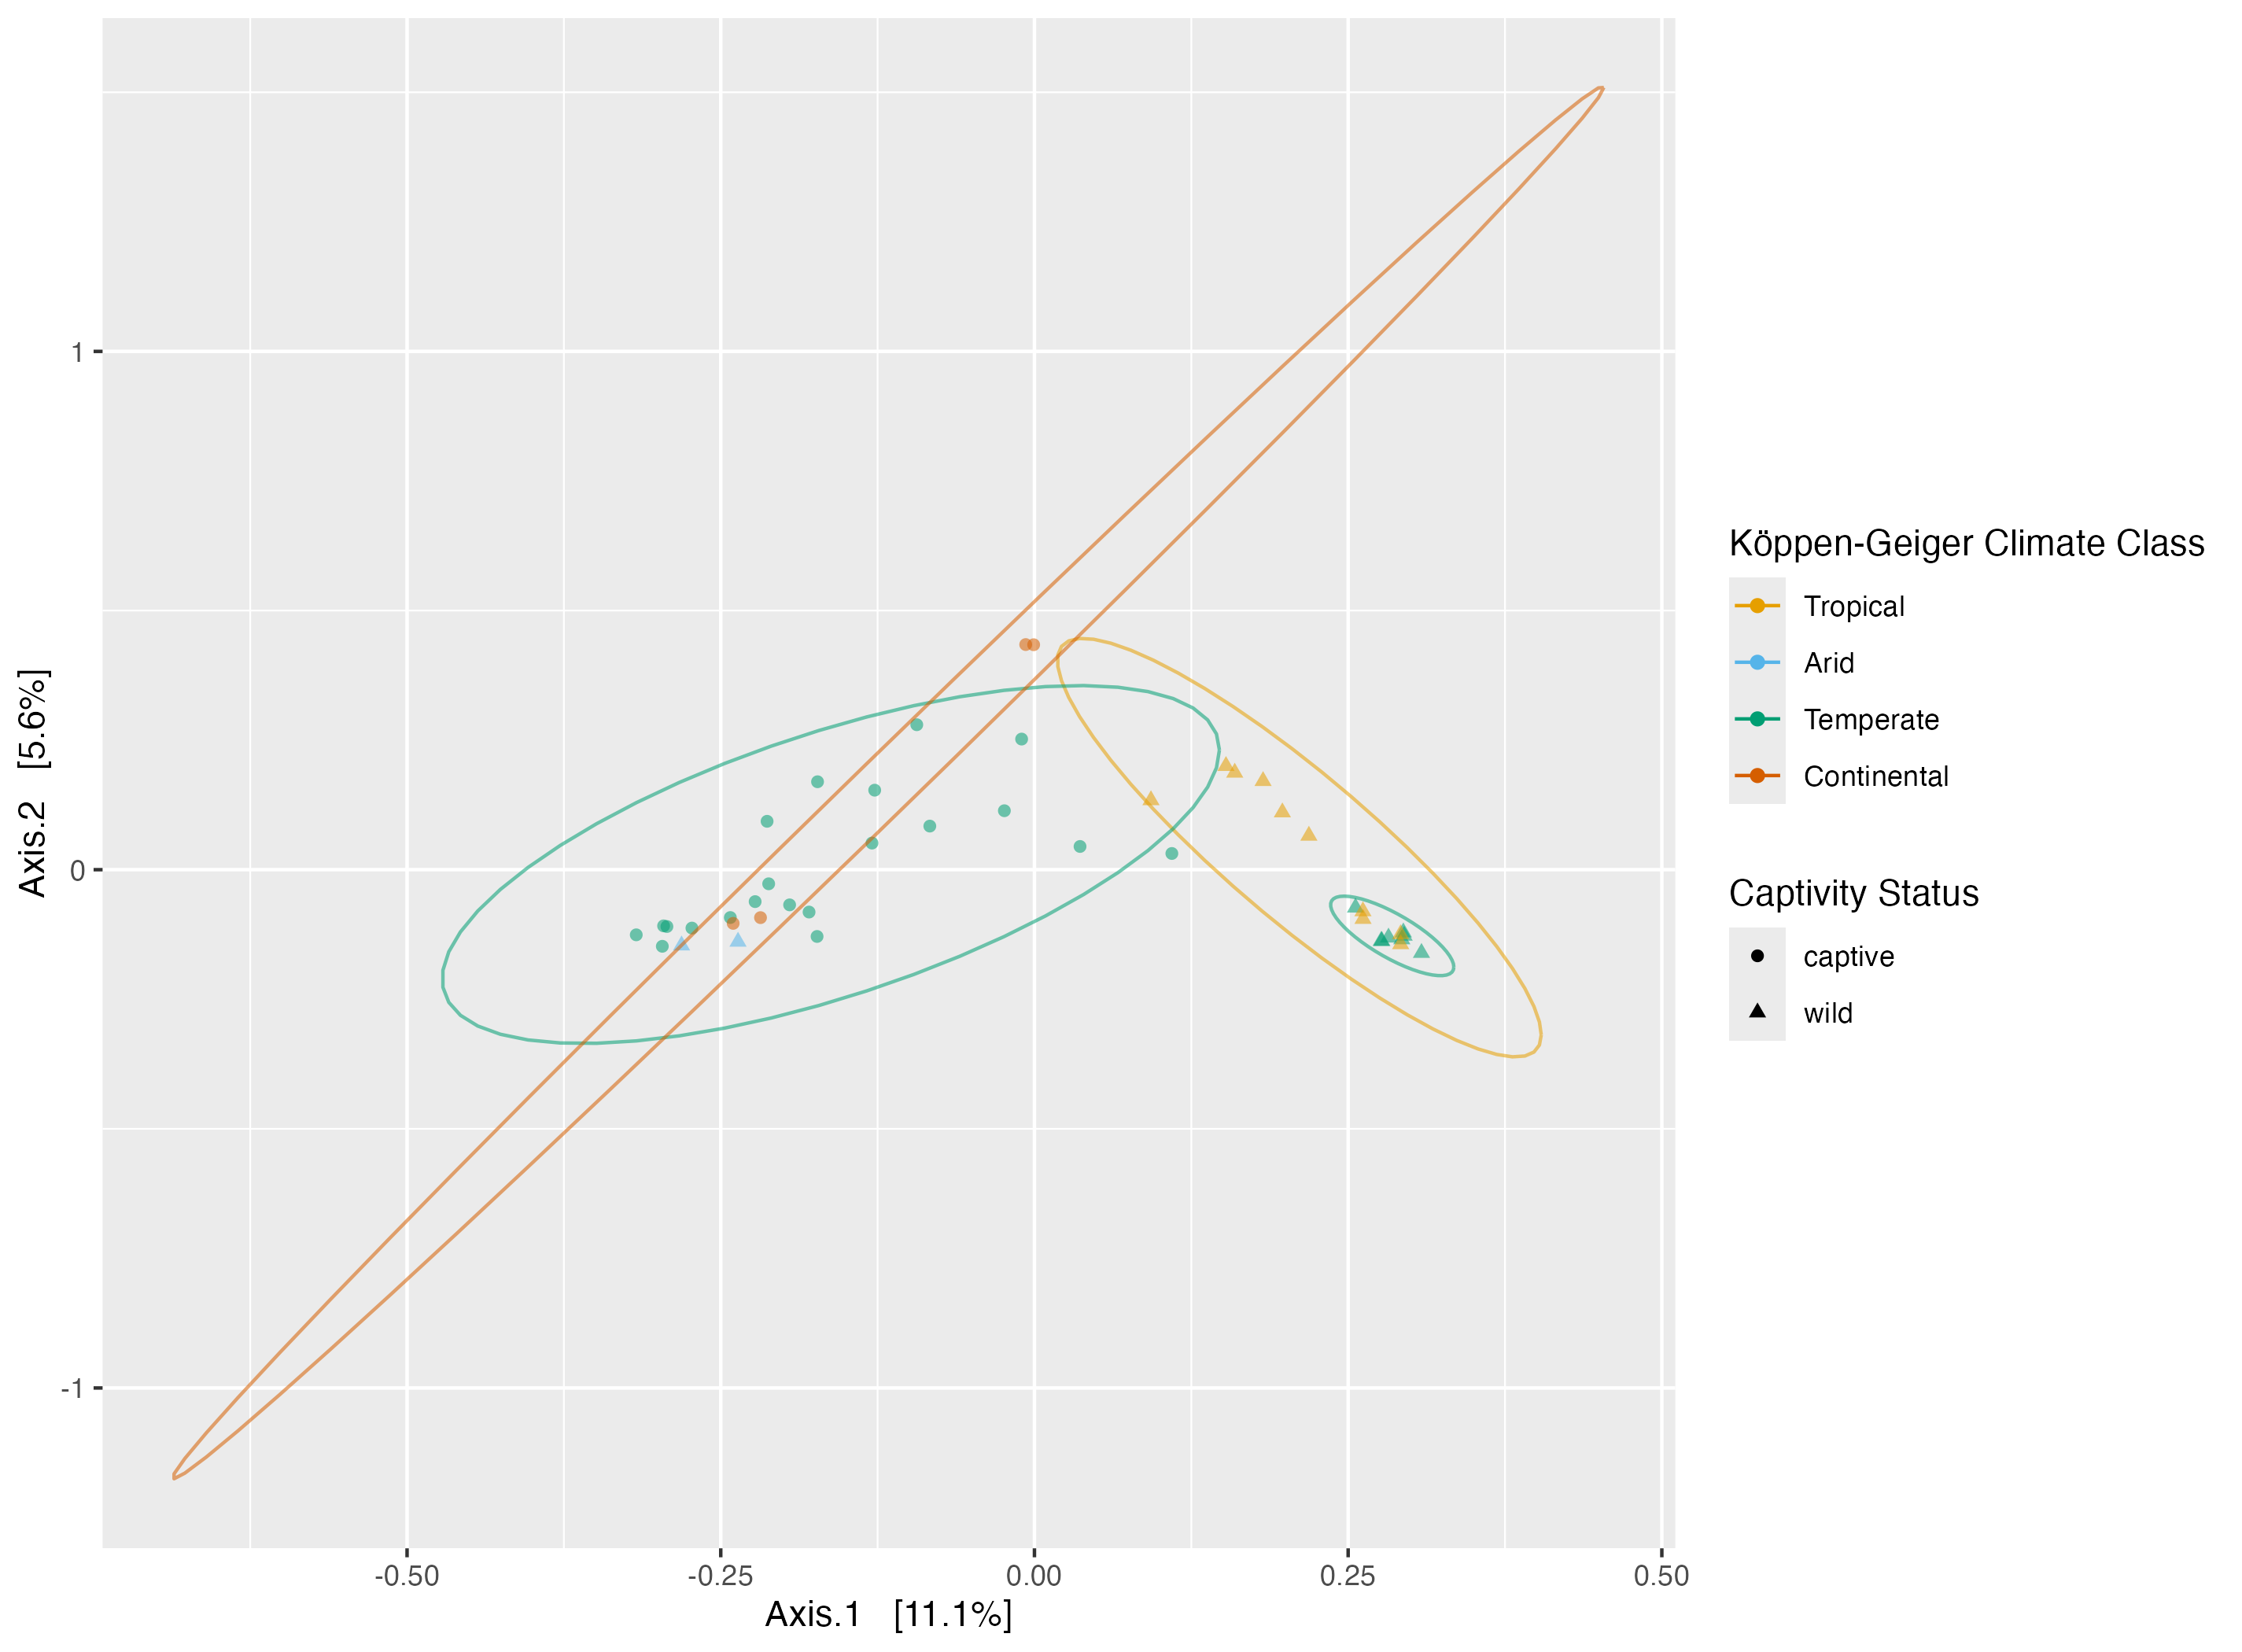 1
0
-1
Axis.2 [5.6%]
-0.50 -0.25 0.00 0.25 0.50
Axis.1 [11.1%]
Köppen-Geiger Climate Class
Tropical
Arid
Temperate
Continental
Captivity Status
captive
wild